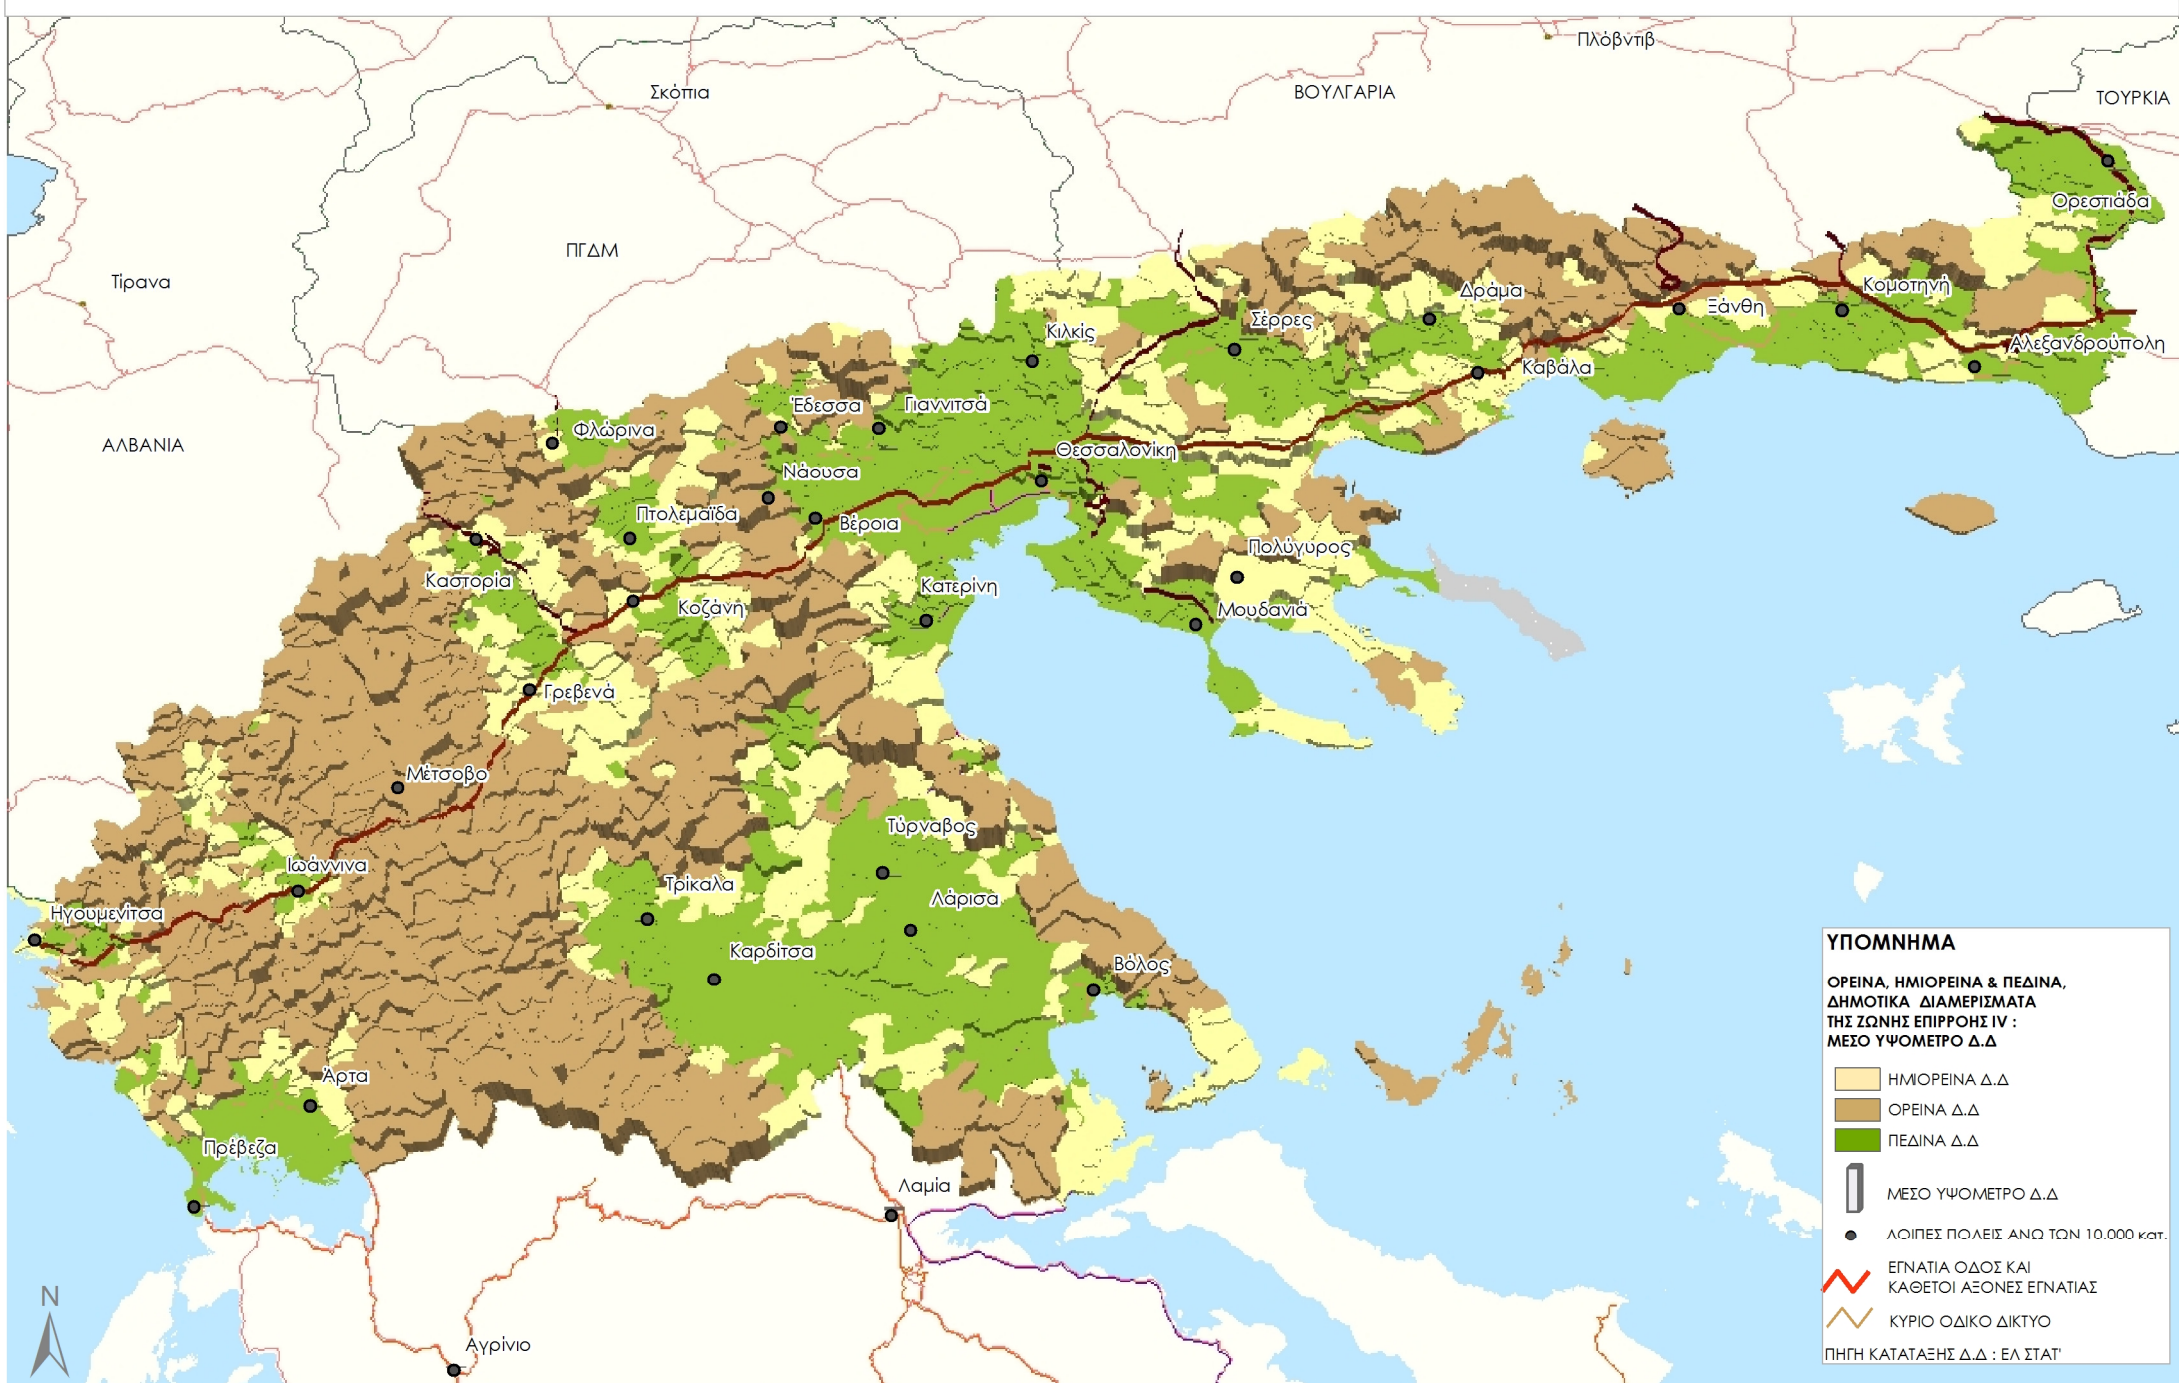 Πλόβντιβ
Σκόπια
ΒΟΥΛΓΑΡΙΑ
ΤΟΥΡΚΙΑ
Ορεστιάδα
ΠΓΔΜ
Τίρανα
Δράμα
Κομοτηνή
Ξάνθη
Σέρρες
Κιλκίς
Αλεξανδρούπολη
Καβάλα
Έδεσσα
Γιαννιτσά
Φλώρινα
ΑΛΒΑΝΙΑ
Θεσσαλονίκη
Νάουσα
Πτολεμαϊδα
Βέροια
Πολύγυρος
Καστορία
Κατερίνη
Κοζάνη
Μουδανιά
Γρεβενά
Μέτσοβο
Τύρναβος
Ιωάννινα
Τρίκαλα
Λάρισα
Ηγουμενίτσα
Καρδίτσα
Βόλος
Άρτα
Πρέβεζα
Λαμία
Αγρίνιο
N
ΥΠΟΜΝΗΜΑ
ΟΡΕΙΝΑ, ΗΜΙΟΡΕΙΝΑ & ΠΕΔΙΝΑ,
ΔΗΜΟΤΙΚΑ ΔΙΑΜΕΡΙΣΜΑΤΑ
ΤΗΣ ΖΩΝΗΣ ΕΠΙΡΡΟΗΣ IV :
ΜΕΣΟ ΥΨΟΜΕΤΡΟ Δ.Δ
ΗΜΙΟΡΕΙΝΑ Δ.Δ
ΟΡΕΙΝΑ Δ.Δ
ΠΕΔΙΝΑ Δ.Δ
ΜΕΣΟ ΥΨΟΜΕΤΡΟ Δ.Δ
ΛΟΙΠΕΣ ΠΟΛΕΙΣ ΑΝΩ ΤΩΝ 10.000 κατ.
ΕΓΝΑΤΙΑ ΟΔΟΣ ΚΑΙ
ΚΑΘΕΤΟΙ ΑΞΟΝΕΣ ΕΓΝΑΤΙΑΣ
ΚΥΡΙΟ ΟΔΙΚΟ ΔΙΚΤΥΟ
ΠΗΓΗ ΚΑΤΑΤΑΞΗΣ Δ.Δ : ΕΛ ΣΤΑΤ'